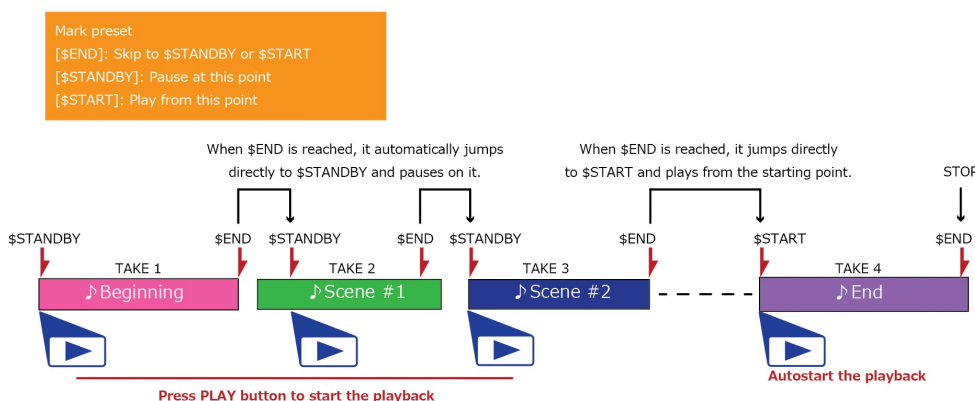 Mark preset
[$END]: Skip to $STANDBY or $START
[$STANDBY]: Pause at this point
[$START]: Play from this point
When $END is reached, it automatically jumps
directly to $STANDBY and pauses on it.
When $END is reached, it jumps directly
to $START and plays from the starting point.
STOP
$STANDBY
$END
$STANDBY
$END
$STANDBY
$END
$START
$END
TAKE 1
TAKE 2
TAKE 3
TAKE 4
♪Beginning
♪Scene #1
♪Scene #2
♪End
Press PLAY button to start the playback
Autostart the playback